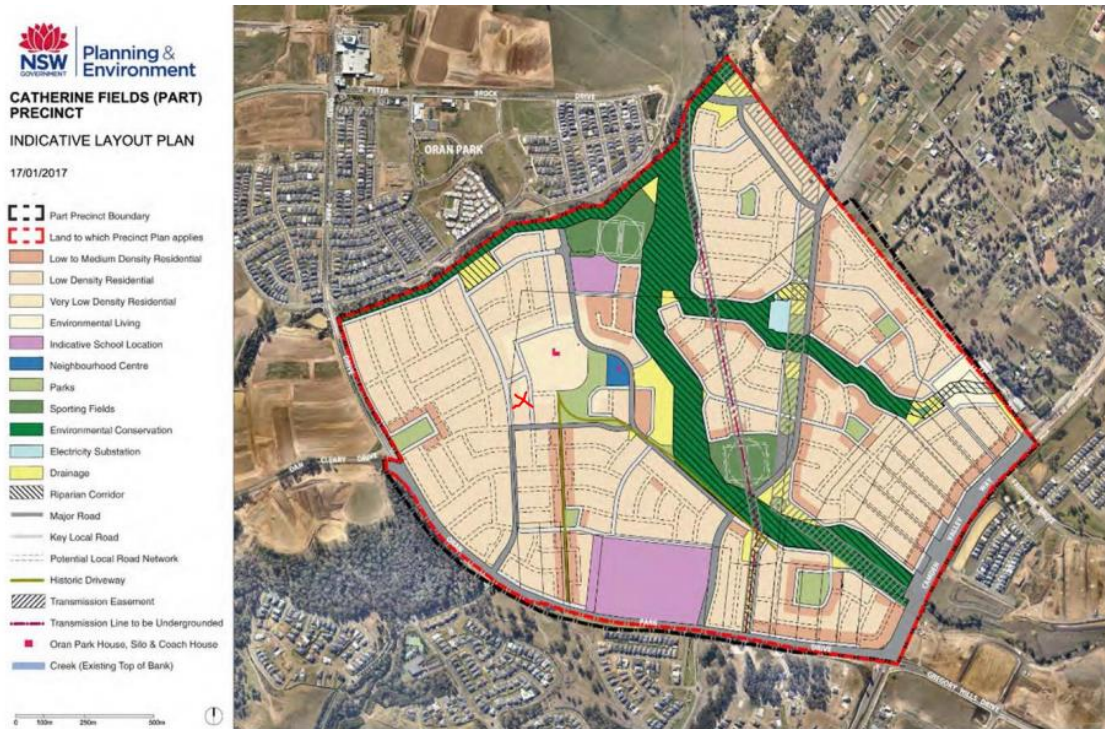 NSW
GOVERNMENT
Planning &
Environment
CATHERINE FIELDS (PART)
PRECINCT
INDICATIVE LAYOUT PLAN
17/01/2017
Part Precinct Boundary
Land to which Precinct Plan applies
Low to Medium Density Residential
Low Density Residential
Very Low Density Residential
Environmental Living
Indicative School Location
Neighbourhood Centre
Parks
Sporting Fields
Environmental Conservation
Electricity Substation
Drainage
Riparian Corridor
Major Road
Key Local Road
Potential Local Road Network
Historic Driveway
Transmission Easement
Transmission Line to be Undergrounded
Oran Park House, Silo & Coach House
Creek (Existing Top of Bank)
0 100m 250m 500m
PETER BROCK DRIVE
ORAN PARK
DAN CLEARY DRIVE
CAMDEN VALLEY WAY
GREGORY HILLS DRIVE